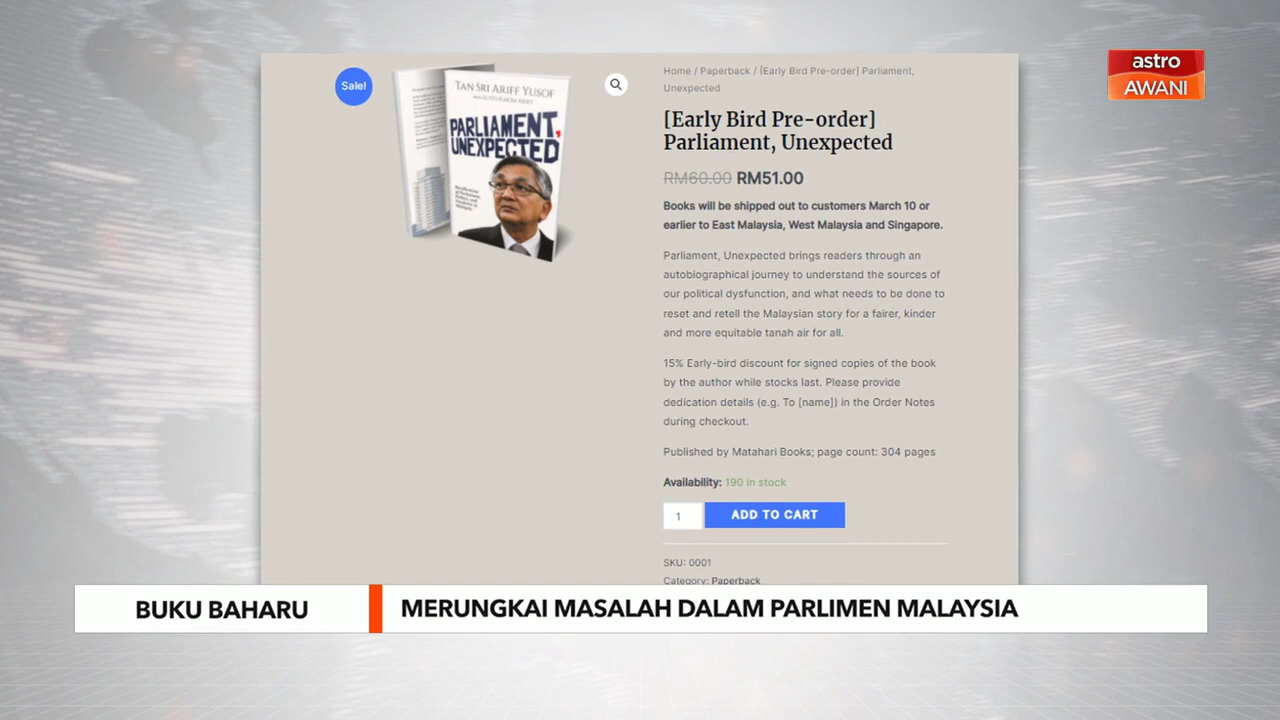 astro
AWANI
Sale!
TAN SRI ARIFF YUSOF
PARLIAMENT,
UNEXPECTED
Home / Paperback / [Early Bird Pre-order] Parliament,
Unexpected
[Early Bird Pre-order]
Parliament, Unexpected
RM60.00 RM51.00
Books will be shipped out to customers March 10 or
earlier to East Malaysia, West Malaysia and Singapore.
Parliament, Unexpected brings readers through an
autobiographical journey to understand the sources of
our political dysfunction, and what needs to be done to
reset and retell the Malaysian story for a fairer, kinder
and more equitable tanah air for all.
15% Early-bird discount for signed copies of the book
by the author while stocks last. Please provide
dedication details (e.g. To [name]) in the Order Notes
during checkout.
Published by Matahari Books; page count: 304 pages
Availability: 190 in stock
1 ADD TO CART
SKU: 0001
Category: Paperback
BUKU BAHARU
MERUNGKAI MASALAH DALAM PARLIMEN MALAYSIA